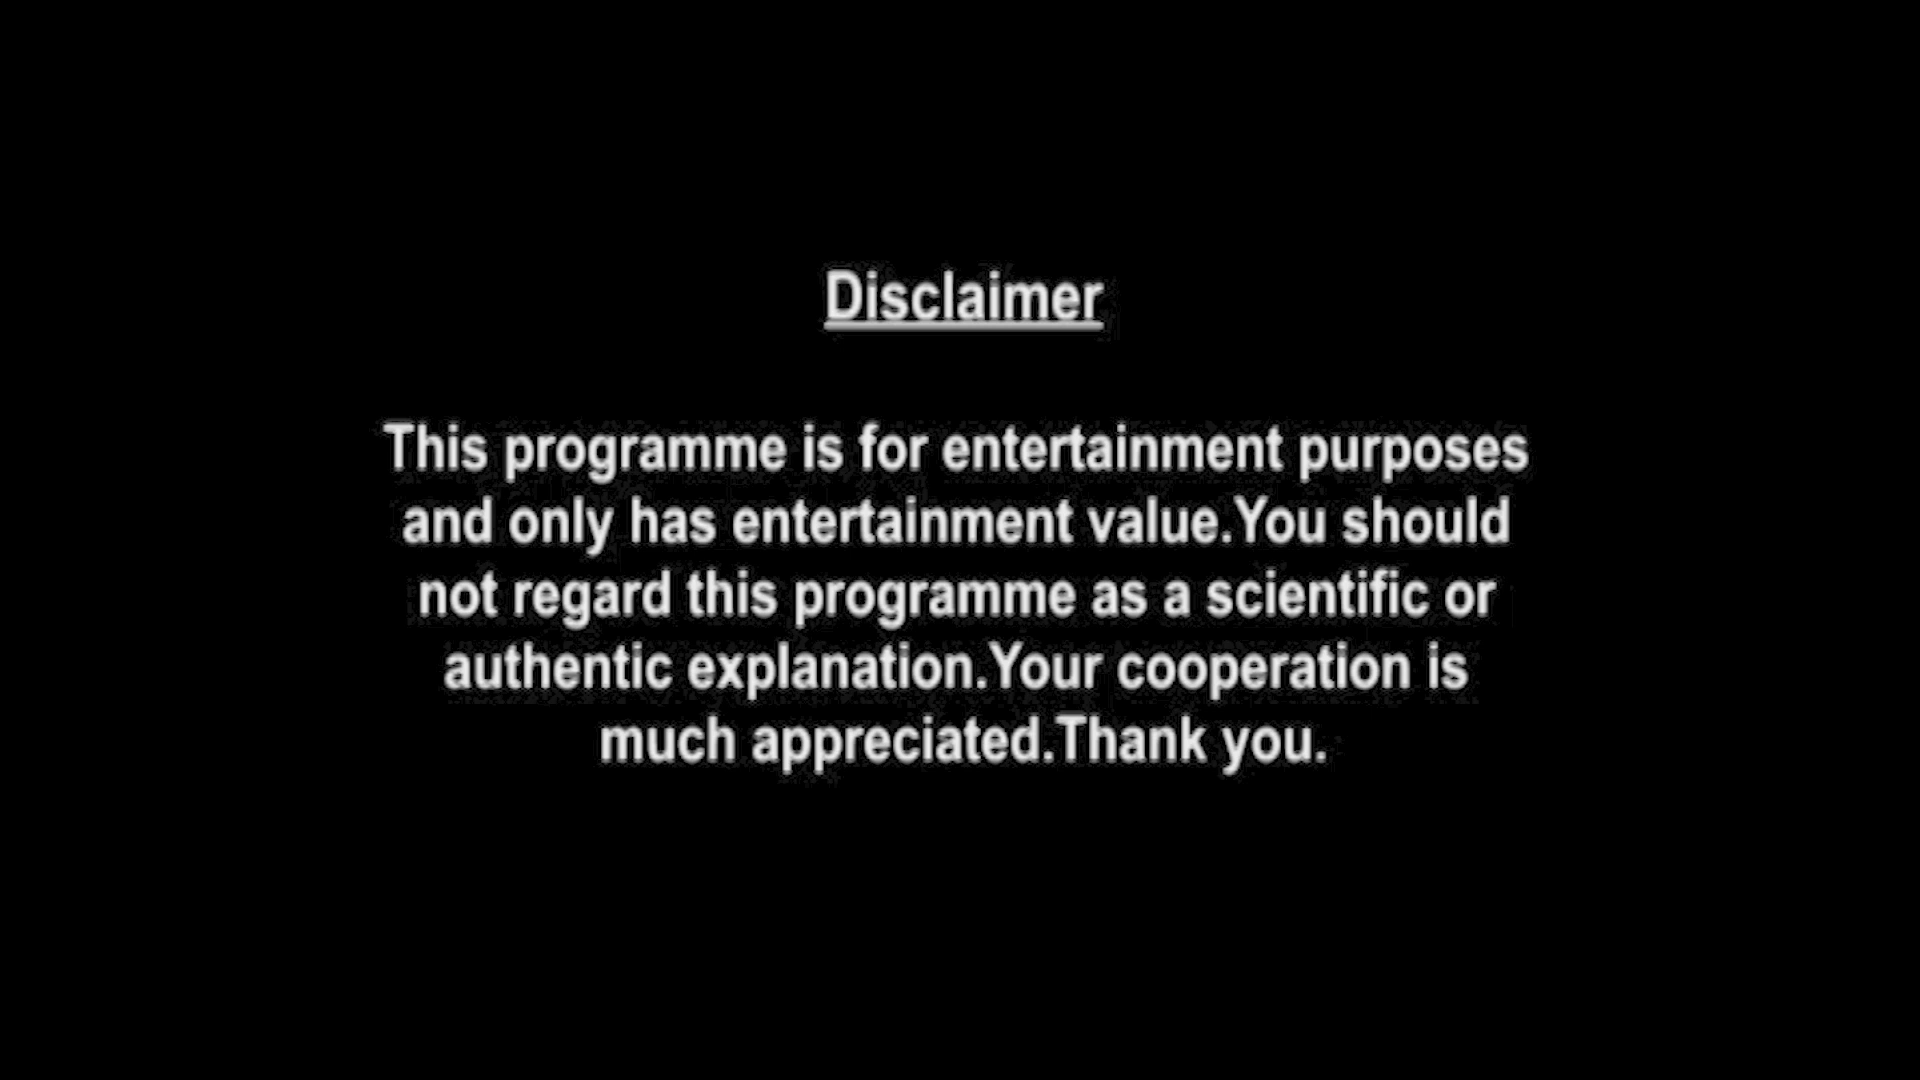 Disclaimer
This programme is for entertainment purposes
and only has entertainment value.You should
not regard this programme as a scientific or
authentic explanation.Your cooperation is
much appreciated.Thank you.